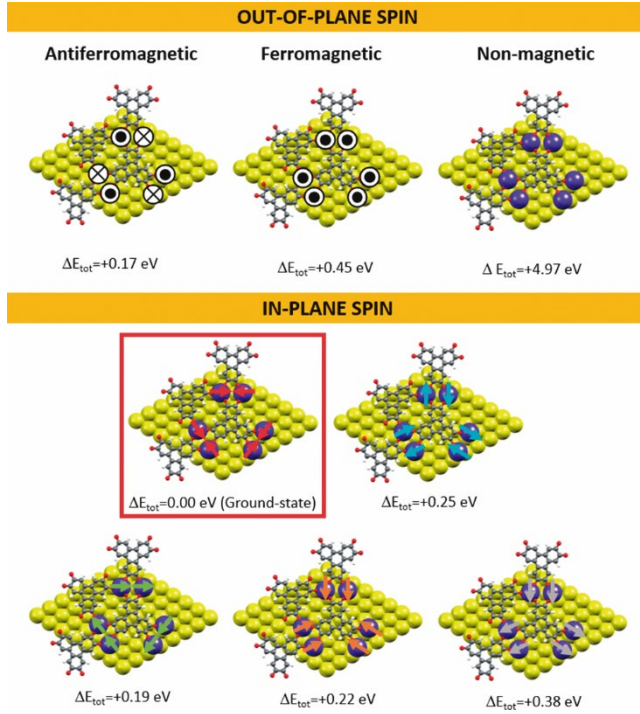 OUT-OF-PLANE SPIN
Antiferromagnetic Ferromagnetic Non-magnetic
ΔEtot=+0.17 eV ΔEtot=+0.45 eV Δ Etot=+4.97 eV
IN-PLANE SPIN
ΔEtot=0.00 eV (Ground-state) ΔEtot=+0.25 eV
ΔEtot=+0.19 eV ΔEtot=+0.22 eV ΔEtot=+0.38 eV